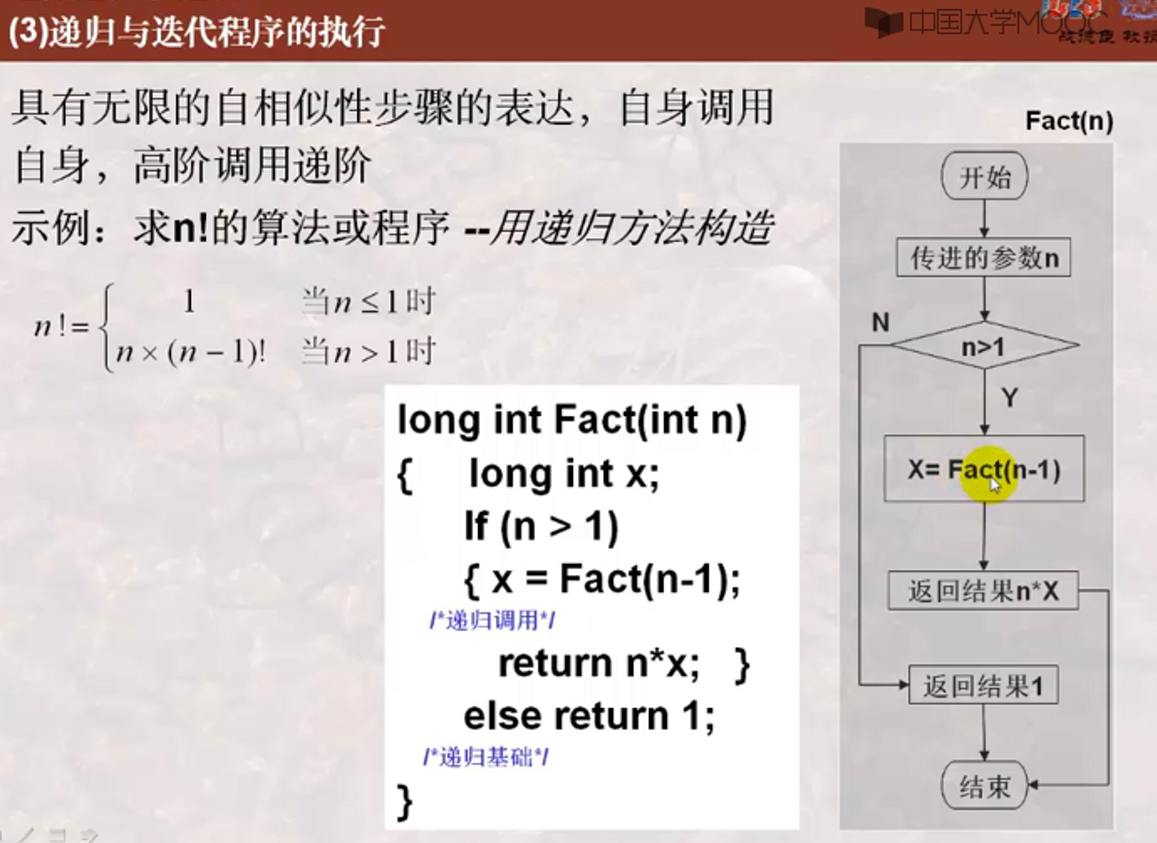 (3)递归与迭代程序的执行
中国大学MOOC
具有无限的自相似性步骤的表达，自身调用
自身，高阶调用递阶
示例：求n!的算法或程序 --用递归方法构造
n!= { 1 当n ≤1时
n × (n − 1)! 当n >1时
long int Fact(int n)
{ long int x;
If (n > 1)
{ x = Fact(n-1);
/*递归调用*/
return n*x; }
else return 1;
/*递归基础*/
}
Fact(n)
开始
传进的参数n
n>1
N
Y
X= Fact(n-1)
返回结果n*X
返回结果1
结束